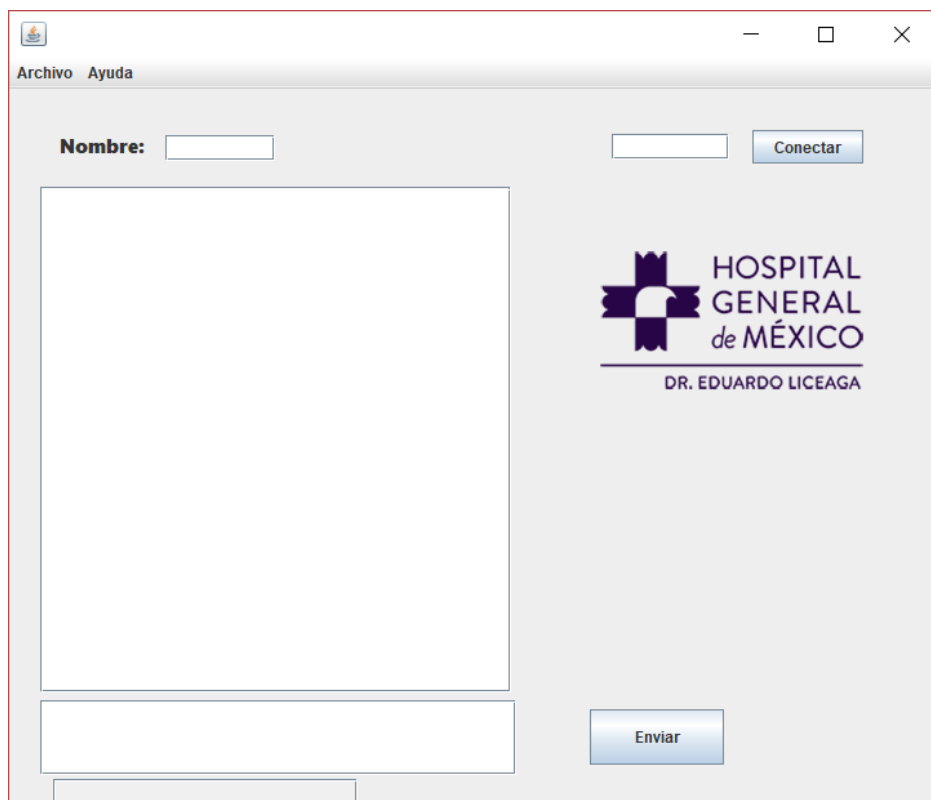 Archivo Ayuda
Nombre:
Conectar
HOSPITAL
GENERAL
de MÉXICO
DR. EDUARDO LICEAGA
Enviar